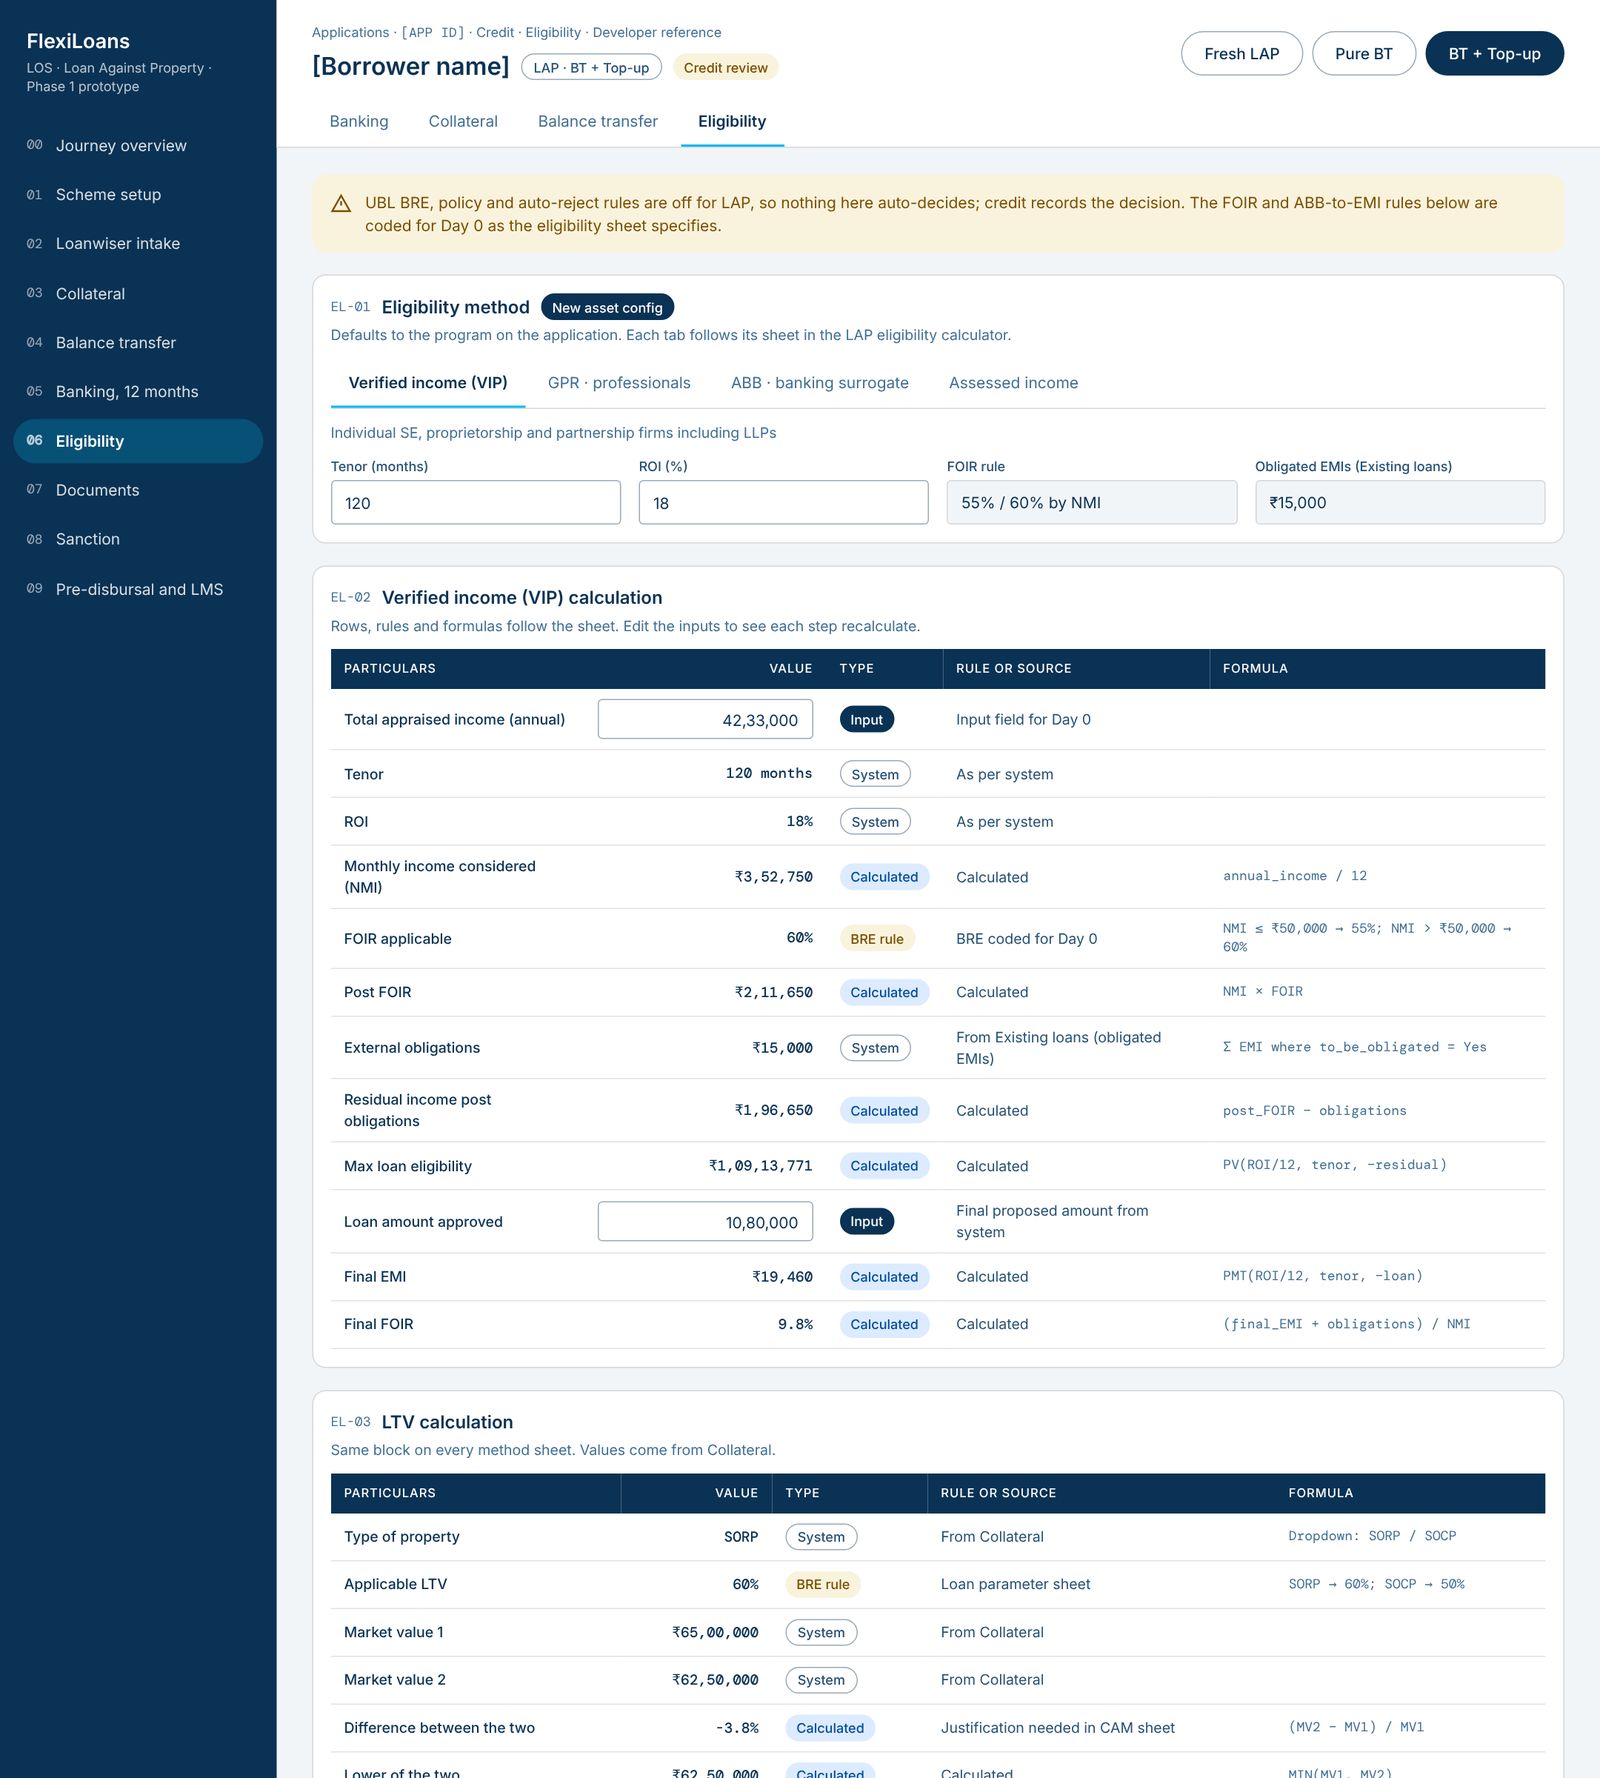 FlexiLoans
LOS · Loan Against Property ·
Phase 1 prototype
00 Journey overview
01 Scheme setup
02 Loanwiser intake
03 Collateral
04 Balance transfer
05 Banking, 12 months
06 Eligibility
07 Documents
08 Sanction
09 Pre-disbursal and LMS
Applications · [APP ID] · Credit · Eligibility · Developer reference
[Borrower name] LAP · BT + Top-up Credit review
Fresh LAP Pure BT BT + Top-up
Banking Collateral Balance transfer Eligibility
UBL BRE, policy and auto-reject rules are off for LAP, so nothing here auto-decides; credit records the decision. The FOIR and ABB-to-EMI rules below are
coded for Day 0 as the eligibility sheet specifies.
EL-01 Eligibility method New asset config
Defaults to the program on the application. Each tab follows its sheet in the LAP eligibility calculator.
Verified income (VIP) GPR · professionals ABB · banking surrogate Assessed income
Individual SE, proprietorship and partnership firms including LLPs
Tenor (months) ROI (%) FOIR rule Obligated EMIs (Existing loans)
120 18 55% / 60% by NMI ₹15,000
EL-02 Verified income (VIP) calculation
Rows, rules and formulas follow the sheet. Edit the inputs to see each step recalculate.
PARTICULARS VALUE TYPE RULE OR SOURCE FORMULA
Total appraised income (annual) 42,33,000 Input Input field for Day 0
Tenor 120 months System As per system
ROI 18% System As per system
Monthly income considered
(NMI) ₹3,52,750 Calculated Calculated annual_income / 12
FOIR applicable 60% BRE rule BRE coded for Day 0 NMI ≤ ₹50,000 → 55%; NMI > ₹50,000 →
60%
Post FOIR ₹2,11,650 Calculated Calculated NMI × FOIR
External obligations ₹15,000 System From Existing loans (obligated
EMIs) Σ EMI where to_be_obligated = Yes
Residual income post
obligations ₹1,96,650 Calculated Calculated post_FOIR − obligations
Max loan eligibility ₹1,09,13,771 Calculated Calculated PV(ROI/12, tenor, −residual)
Loan amount approved 10,80,000 Input Final proposed amount from
system
Final EMI ₹19,460 Calculated Calculated PMT(ROI/12, tenor, −loan)
Final FOIR 9.8% Calculated Calculated (final_EMI + obligations) / NMI
EL-03 LTV calculation
Same block on every method sheet. Values come from Collateral.
PARTICULARS VALUE TYPE RULE OR SOURCE FORMULA
Type of property SORP System From Collateral Dropdown: SORP / SOCP
Applicable LTV 60% BRE rule Loan parameter sheet SORP → 60%; SOCP → 50%
Market value 1 ₹65,00,000 System From Collateral
Market value 2 ₹62,50,000 System From Collateral
Difference between the two -3.8% Calculated Justification needed in CAM sheet (MV2 − MV1) / MV1
Lower of the two ₹62,50,000 Calculated Calculated MIN(MV1, MV2)